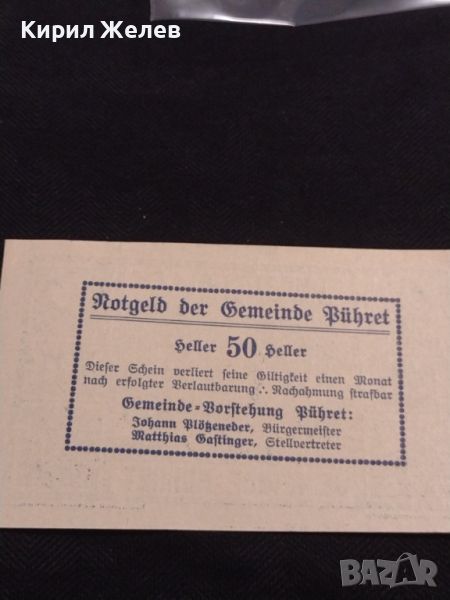 Кирил Желев
Notgeld der Gemeinde Pühret
Heller 50 Heller
Dieser Schein verliert seine Giltigkeit einen Monat
nach erfolgter Verlautbarung ∴ Nachahmung strafbar
Gemeinde-Vorstehung Pühret:
Johann Plötzeneder, Bürgermeister
Matthias Gastinger, Stellvertreter
BAZAR